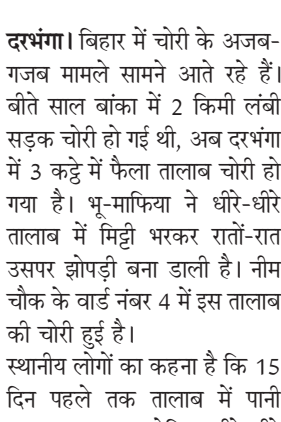 दरभंगा। बिहार में चोरी के अजब-
गजब मामले सामने आते रहे हैं।
बीते साल बांका में 2 किमी लंबी
सड़क चोरी हो गई थी, अब दरभंगा
में 3 कट्ठे में फैला तालाब चोरी हो
गया है। भू-माफिया ने धीरे-धीरे
तालाब में मिट्टी भरकर रातों-रात
उसपर झोपड़ी बना डाली है। नीम
चौक के वार्ड नंबर 4 में इस तालाब
की चोरी हुई है।
स्थानीय लोगों का कहना है कि 15
दिन पहले तक तालाब में पानी